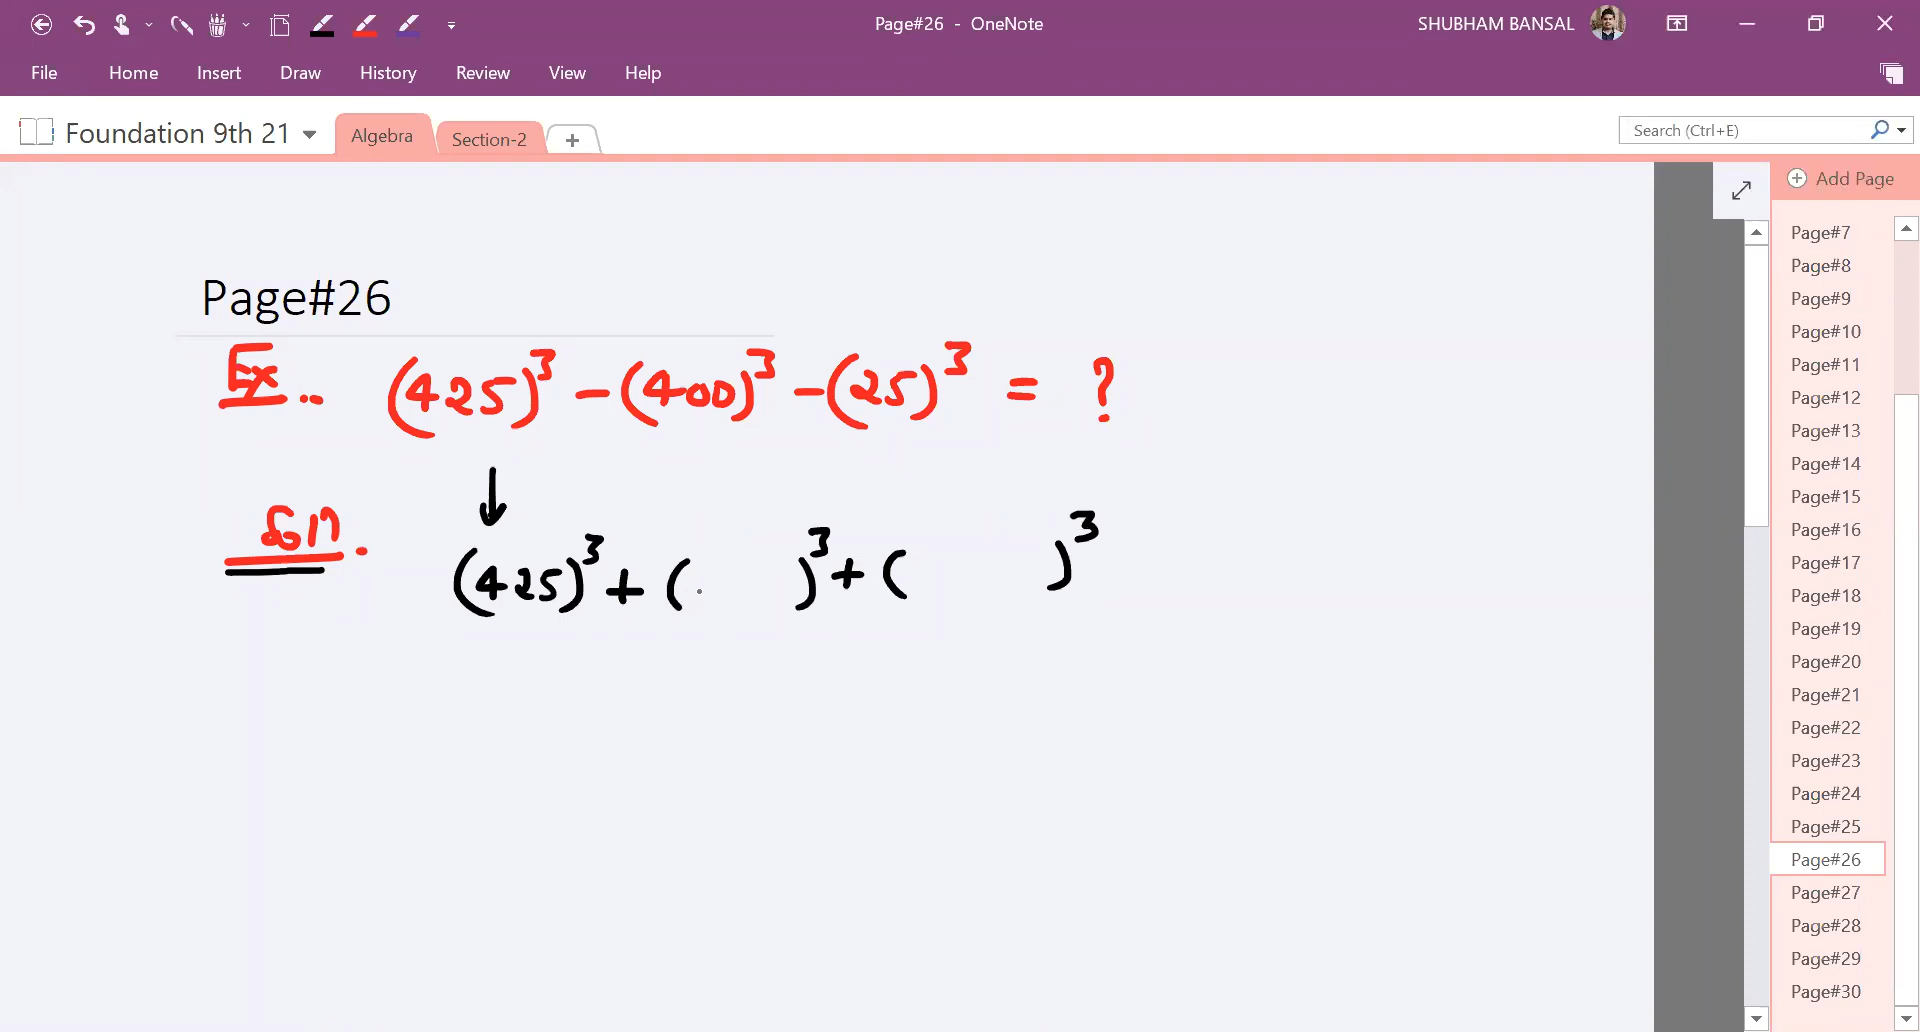 Page#26 - OneNote
SHUBHAM BANSAL
File Home Insert Draw History Review View Help
Foundation 9th 21
Algebra
Section-2
Search (Ctrl+E)
Add Page
Page#26
Ex.. (425)³ - (400)³ - (25)³ = ?
Soln.
(425)³ + ( )³ + ( )³
Page#7
Page#8
Page#9
Page#10
Page#11
Page#12
Page#13
Page#14
Page#15
Page#16
Page#17
Page#18
Page#19
Page#20
Page#21
Page#22
Page#23
Page#24
Page#25
Page#26
Page#27
Page#28
Page#29
Page#30